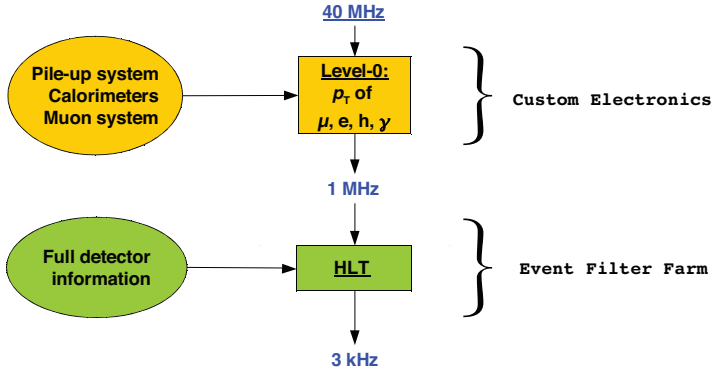 40 MHz
Pile-up system
Calorimeters
Muon system
Level-0:
pT of
μ, e, h, γ
Custom Electronics
1 MHz
Full detector
information
HLT
Event Filter Farm
3 kHz